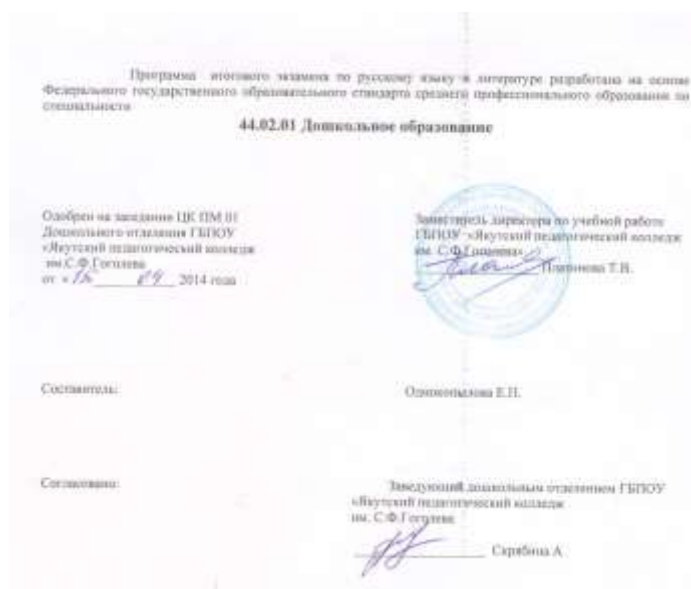 Программа итогового экзамена по русскому языку и литературе разработана на основе
Федерального государственного образовательного стандарта среднего профессионального образования по
специальности
44.02.01 Дошкольное образование
Одобрен на заседании ЦК ПМ 01
Дошкольного отделения ГБПОУ
«Якутский педагогический колледж
им.С.Ф.Гоголева
от « 2014 года
Заместитель директора по учебной работе
ГБПОУ «Якутский педагогический колледж
им. С.Ф.Гоголева»
Платонова Т.В.
Составитель:
Одинокопылова Е.П.
Согласовано:
Заведующий дошкольным отделением ГБПОУ
«Якутский педагогический колледж
им. С.Ф.Гоголева
Скрябина А